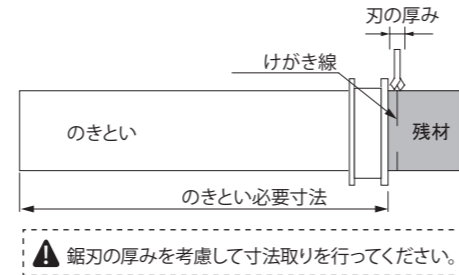 刃の厚み
けがき線
のきとい
残材
のきとい必要寸法
鋸刃の厚みを考慮して寸法取りを行ってください。